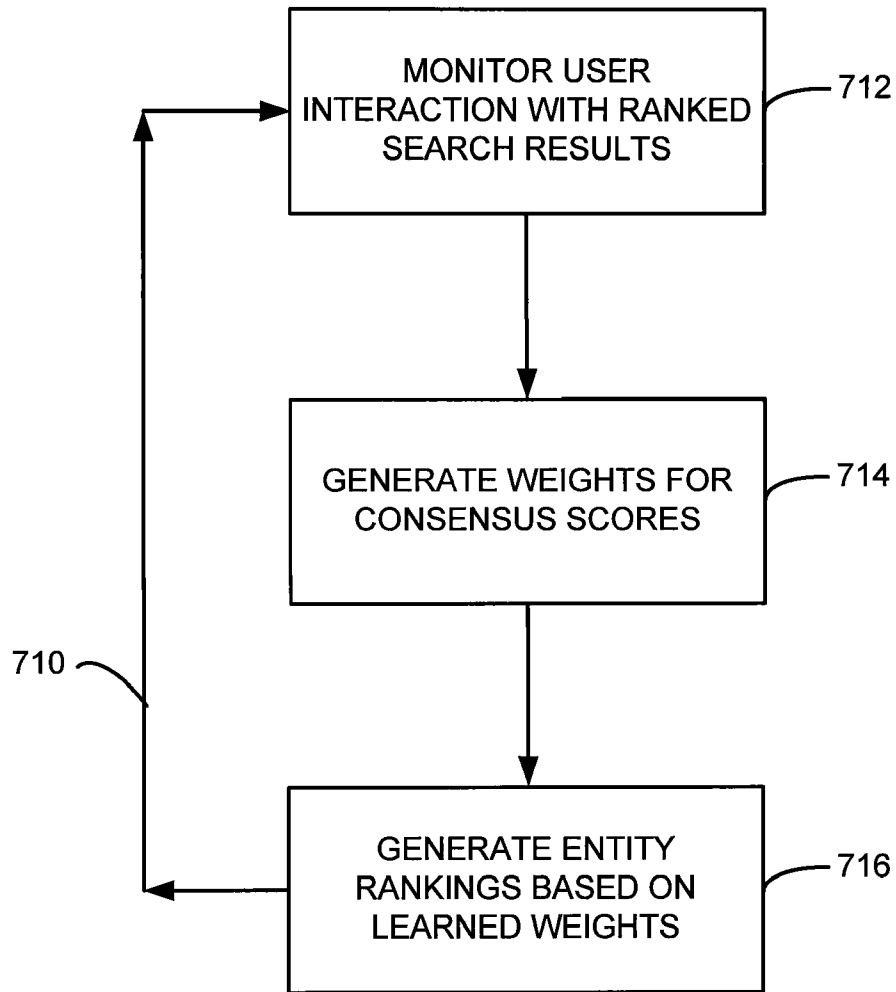 MONITOR USER
INTERACTION WITH RANKED
SEARCH RESULTS
712
GENERATE WEIGHTS FOR
CONSENSUS SCORES
714
710
GENERATE ENTITY
RANKINGS BASED ON
LEARNED WEIGHTS
716